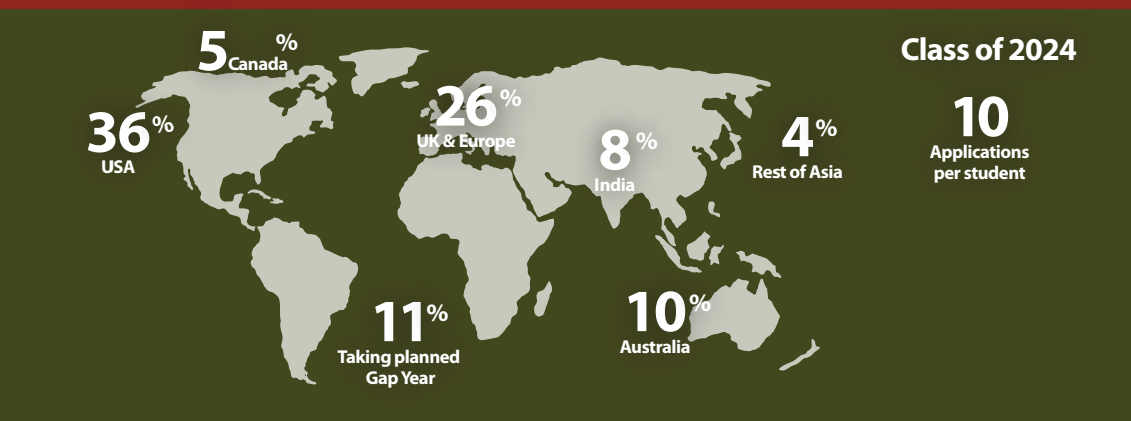 5%
Canada
36%
USA
26%
UK & Europe
8%
India
4%
Rest of Asia
11%
Taking planned
Gap Year
10%
Australia
Class of 2024
10
Applications
per student